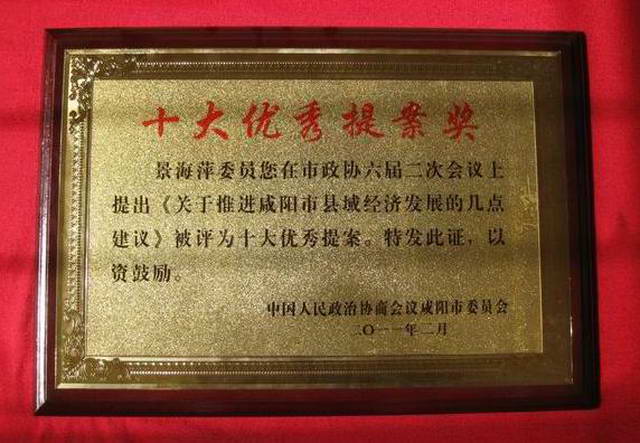 十大优秀提案奖
景海萍委员您在市政协六届二次会议上
提出《关于推进咸阳市县域经济发展的几点
建议》被评为十大优秀提案。特发此证，以
资鼓励。
中国人民政治协商会议咸阳市委员会
二〇一一年二月